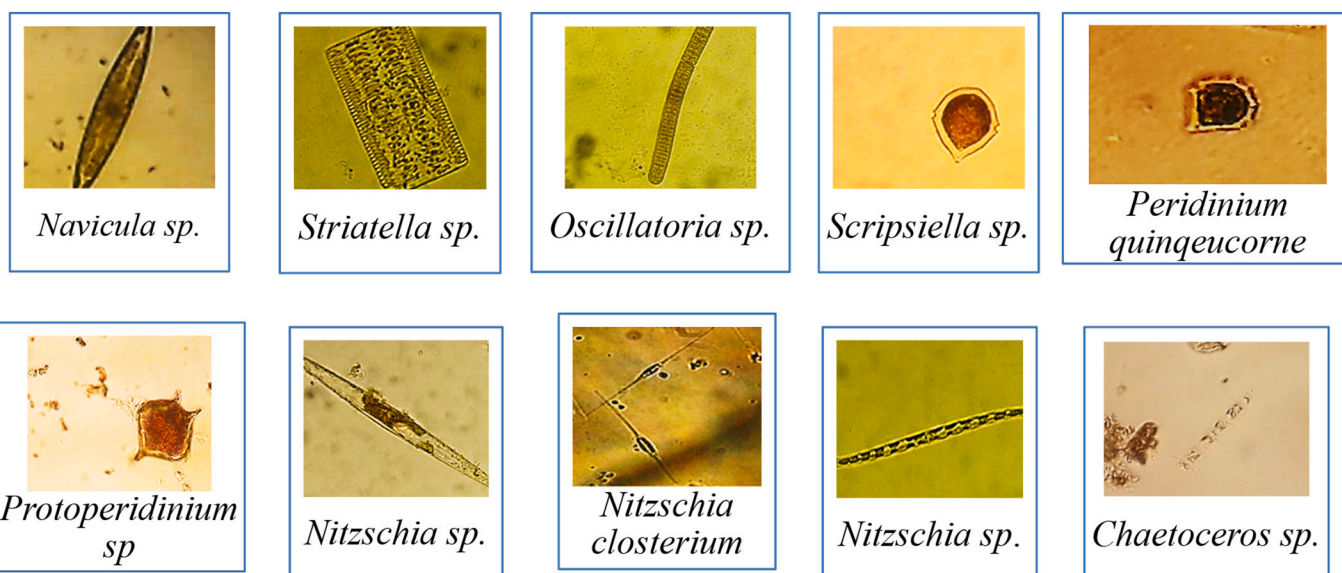 Navicula sp.
Striatella sp.
Oscillatoria sp.
Scripsiella sp.
Peridinium
quinqeucorne
Protoperidinium
sp
Nitzschia sp.
Nitzschia
closterium
Nitzschia sp.
Chaetoceros sp.